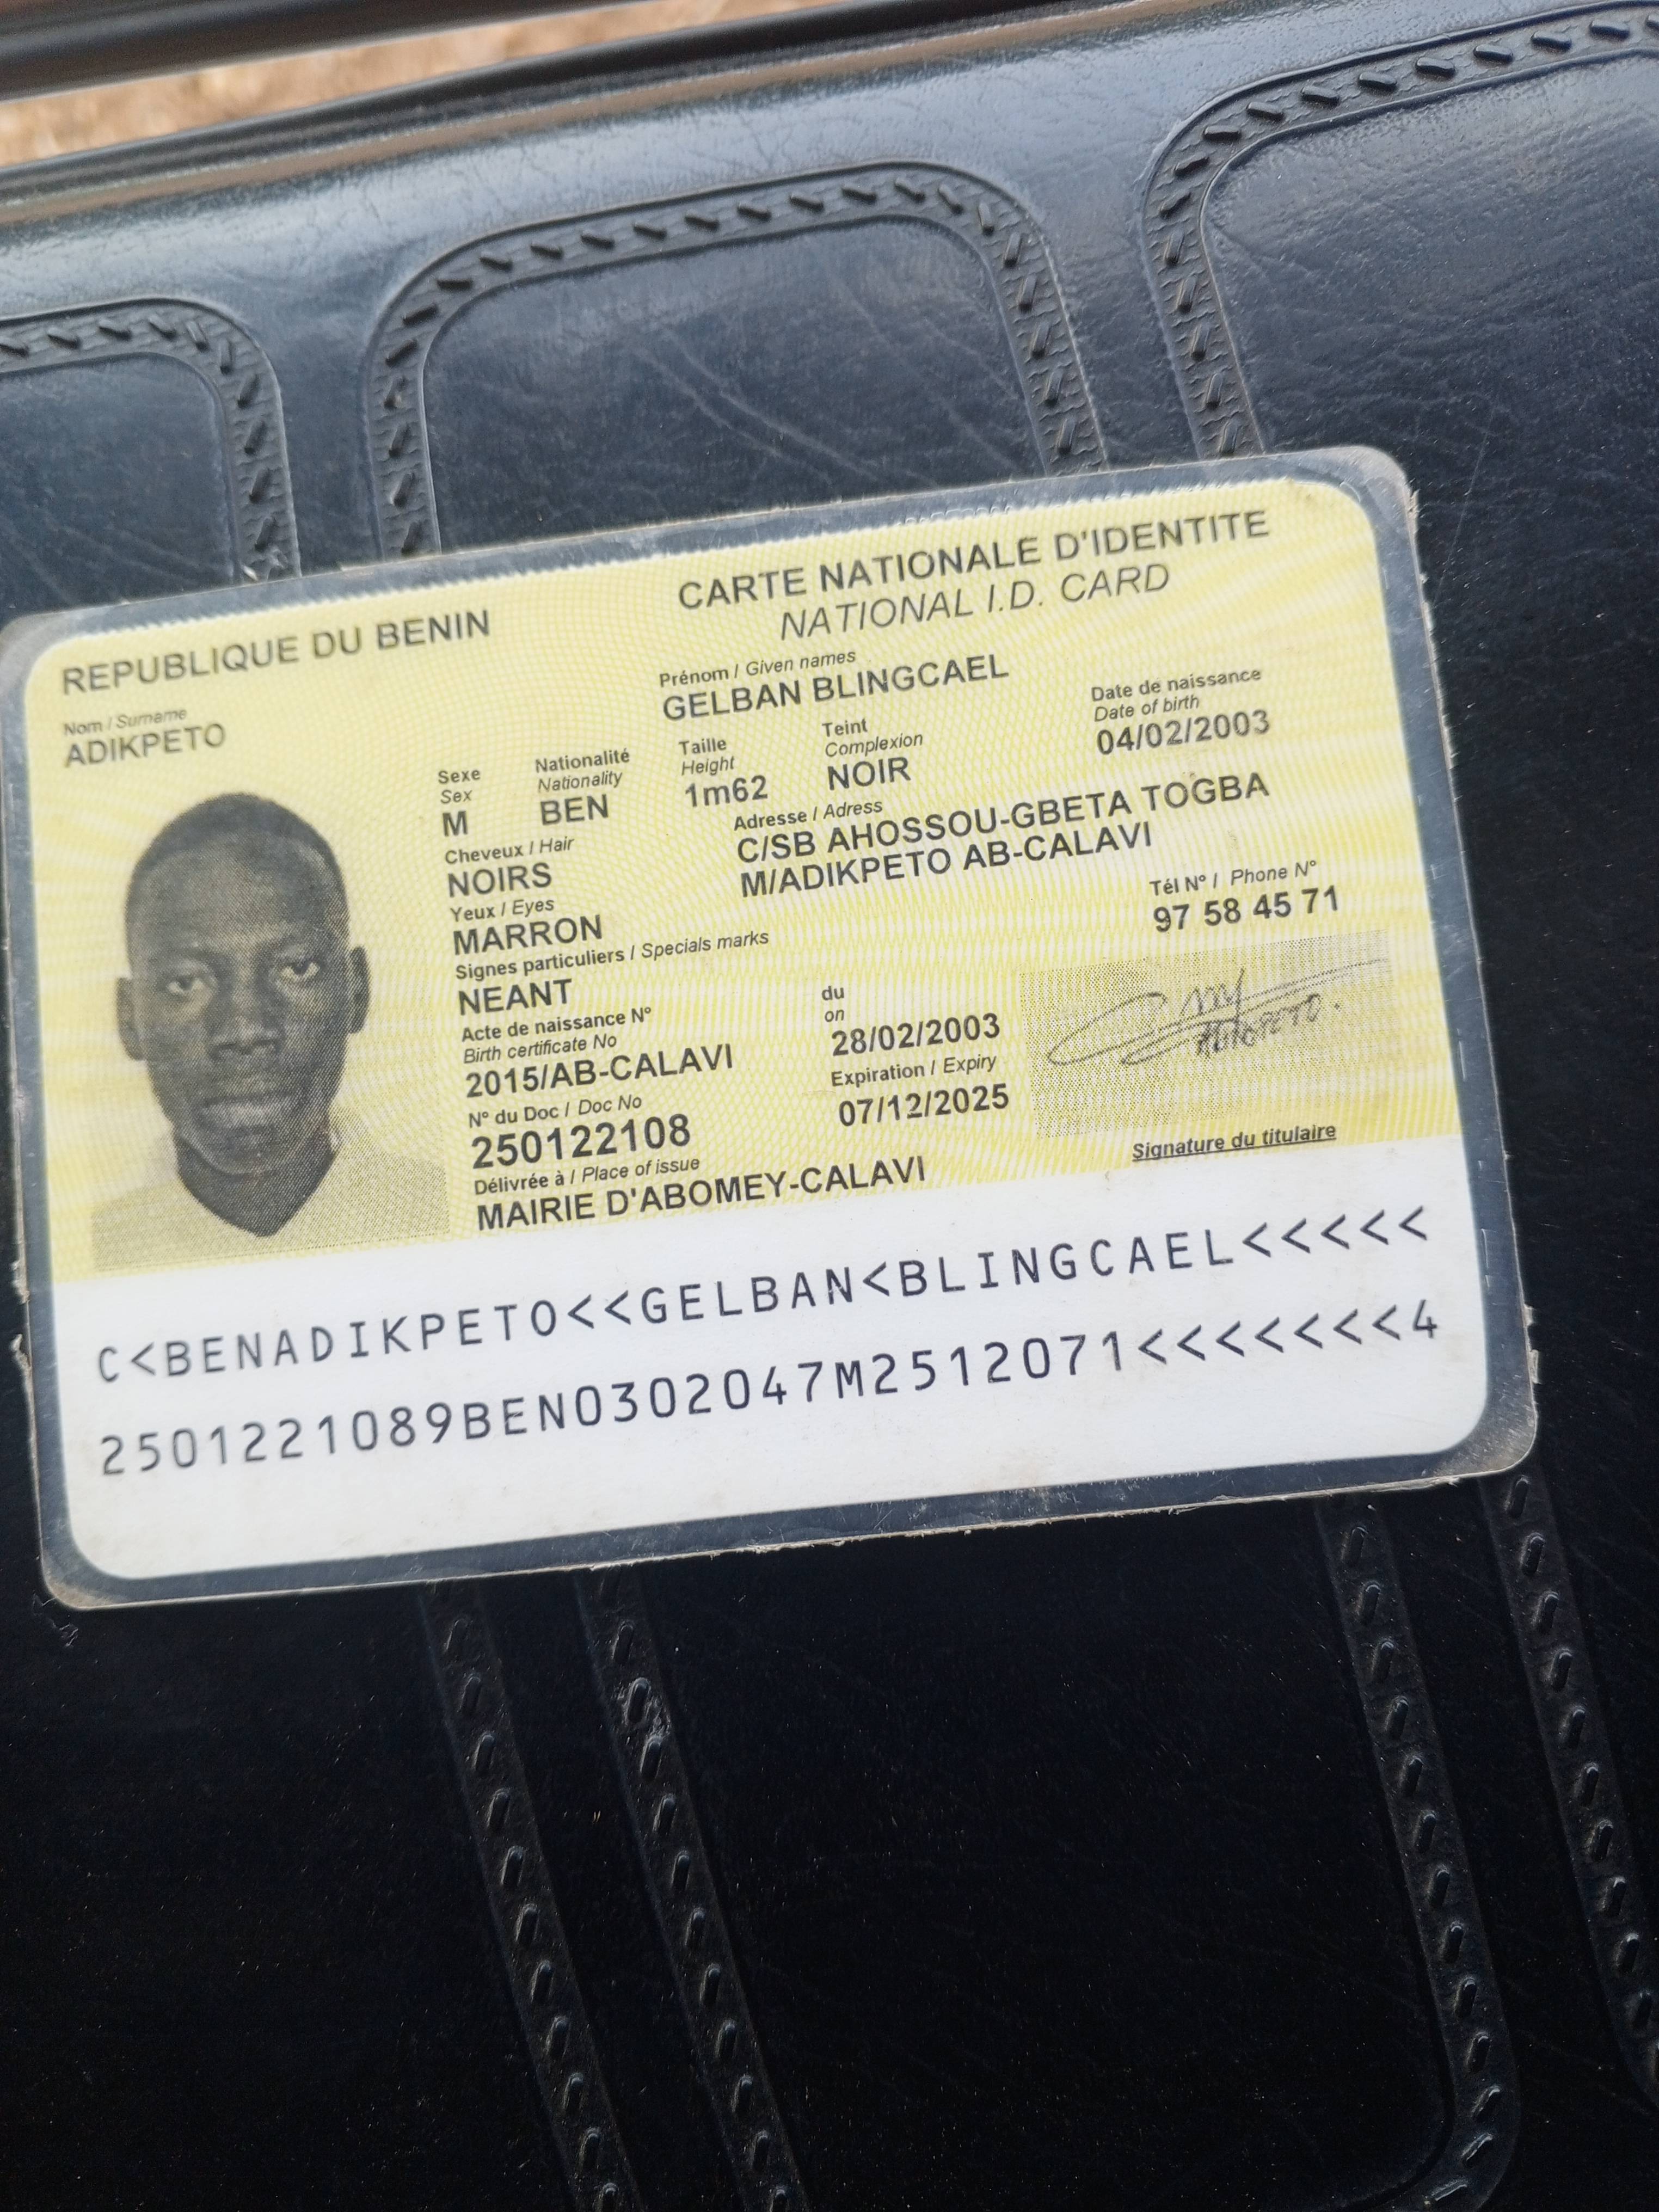 REPUBLIQUE DU BENIN
CARTE NATIONALE D'IDENTITE
NATIONAL I.D. CARD
Nom / Surname
ADIKPETO
Prénom / Given names
GELBAN BLINGCAEL
Date de naissance
Date of birth
04/02/2003
Sexe
Sex
M
Nationalité
Nationality
BEN
Taille
Height
1m62
Teint
Complexion
NOIR
Cheveux / Hair
NOIRS
Adresse / Adress
C/SB AHOSSOU-GBETA TOGBA
M/ADIKPETO AB-CALAVI
Yeux / Eyes
MARRON
Tél N° / Phone N°
97 58 45 71
Signes particuliers / Specials marks
NEANT
Acte de naissance N°
Birth certificate No
2015/AB-CALAVI
du
on
28/02/2003
N° du Doc / Doc No
250122108
Expiration / Expiry
07/12/2025
Délivrée à / Place of issue
MAIRIE D'ABOMEY-CALAVI
ADIKPETO.
Signature du titulaire
C<BENADIKPETO<<GELBAN<BLINGCAEL<<<<<
2501221089BEN0302047M2512071<<<<<<<4